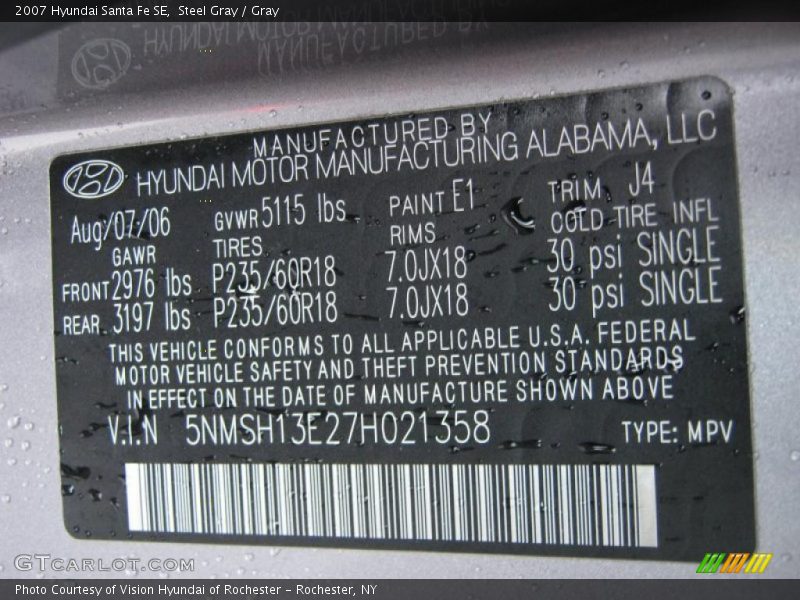 2007 Hyundai Santa Fe SE, Steel Gray / Gray
MANUFACTURED BY
HYUNDAI MOTOR MANUFACTURING ALABAMA, LLC
Aug/07/06 GVWR 5115 lbs PAINT E1 TRIM J4
GAWR TIRES RIMS COLD TIRE INFL
FRONT 2976 lbs P235/60R18 7.0JX18 30 psi SINGLE
REAR 3197 lbs P235/60R18 7.0JX18 30 psi SINGLE
THIS VEHICLE CONFORMS TO ALL APPLICABLE U.S.A. FEDERAL
MOTOR VEHICLE SAFETY AND THEFT PREVENTION STANDARDS
IN EFFECT ON THE DATE OF MANUFACTURE SHOWN ABOVE
V.I.N 5NMSH13E27H021358 TYPE: MPV
GTCARLOT.COM
Photo Courtesy of Vision Hyundai of Rochester - Rochester, NY